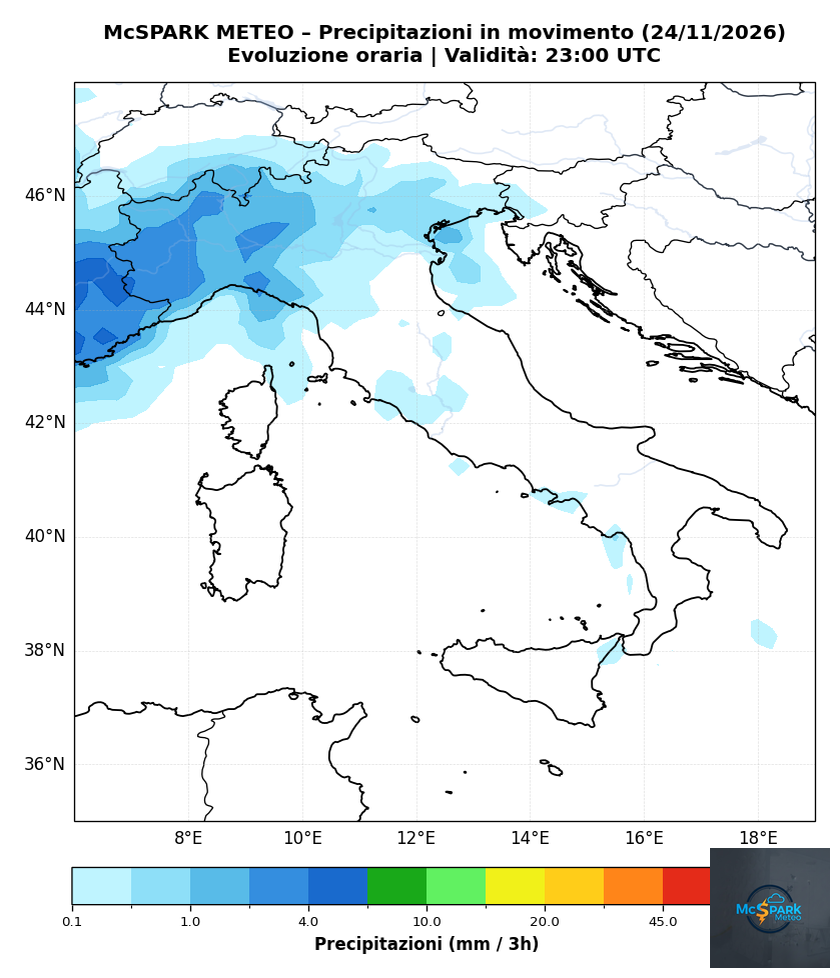 McSPARK METEO – Precipitazioni in movimento (24/11/2026)
Evoluzione oraria | Validità: 23:00 UTC
46°N
44°N
42°N
40°N
38°N
36°N
8°E 10°E 12°E 14°E 16°E 18°E
0.1 1.0 4.0 10.0 20.0 45.0
Precipitazioni (mm / 3h)
McSPARK
Meteo